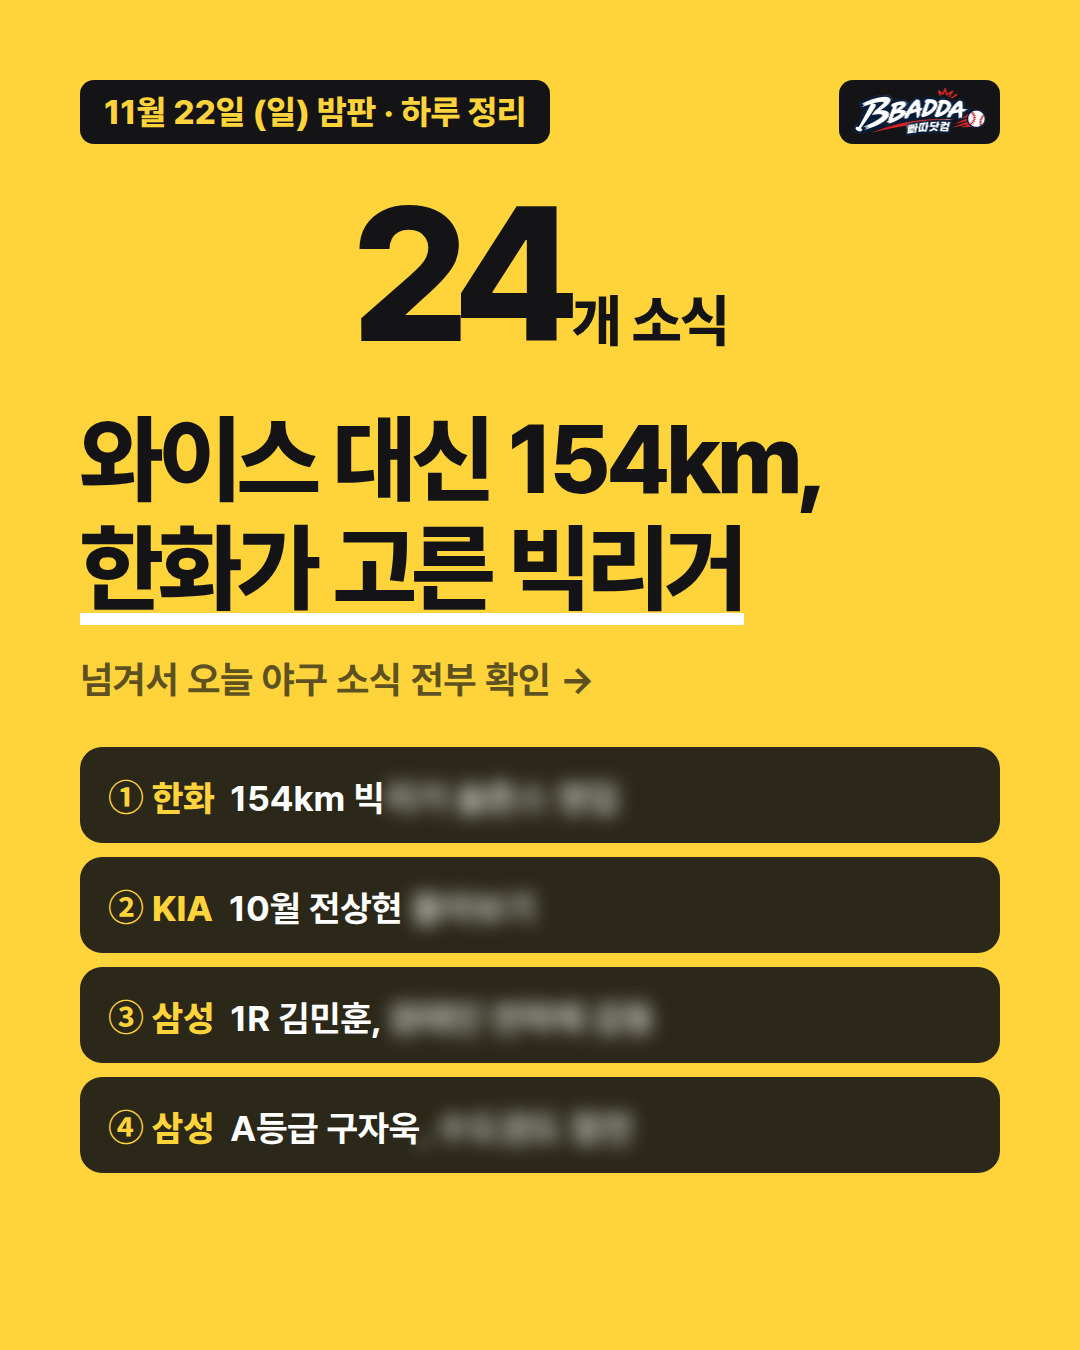 11월 22일 (일) 밤판 · 하루 정리
BBADDA
빠따닷컴
24개 소식
와이스 대신 154km,
한화가 고른 빅리거
넘겨서 오늘 야구 소식 전부 확인 →
① 한화 154km 빅
② KIA 10월 전상현
③ 삼성 1R 김민훈,
④ 삼성 A등급 구자욱